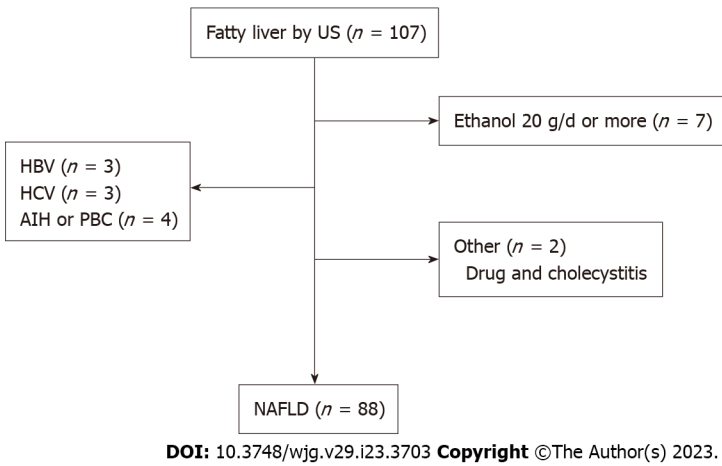 Fatty liver by US (n = 107)
Ethanol 20 g/d or more (n = 7)
HBV (n = 3)
HCV (n = 3)
AIH or PBC (n = 4)
Other (n = 2)
Drug and cholecystitis
NAFLD (n = 88)
DOI: 10.3748/wjg.v29.i23.3703 Copyright ©The Author(s) 2023.